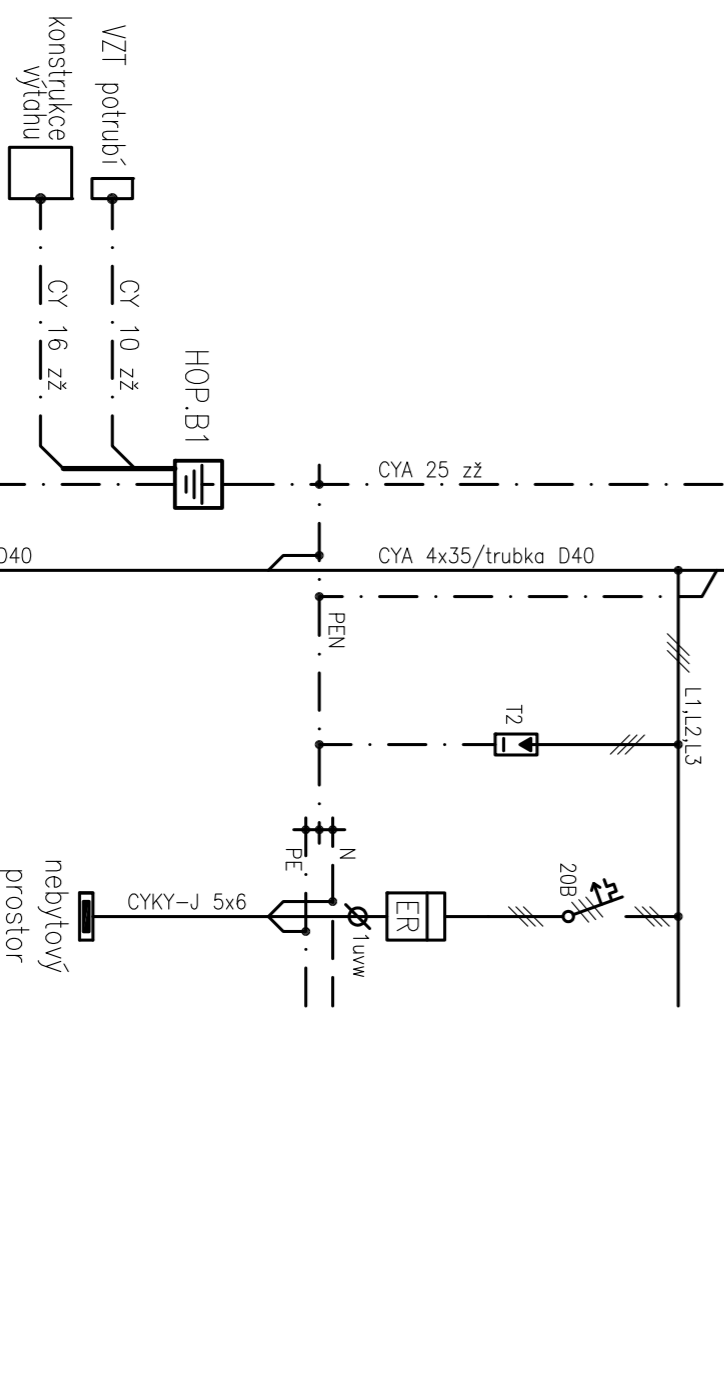 VZT potrubí
konstrukce
výtahu
CY 10 zž
CY 16 zž
HOP.B1
CYA 25 zž
D40
CYA 4x35/trubka D40
PEN
L1,L2,L3
T2
20B
N
PE
ER
1uvw
CYKY-J 5x6
nebytový
prostor